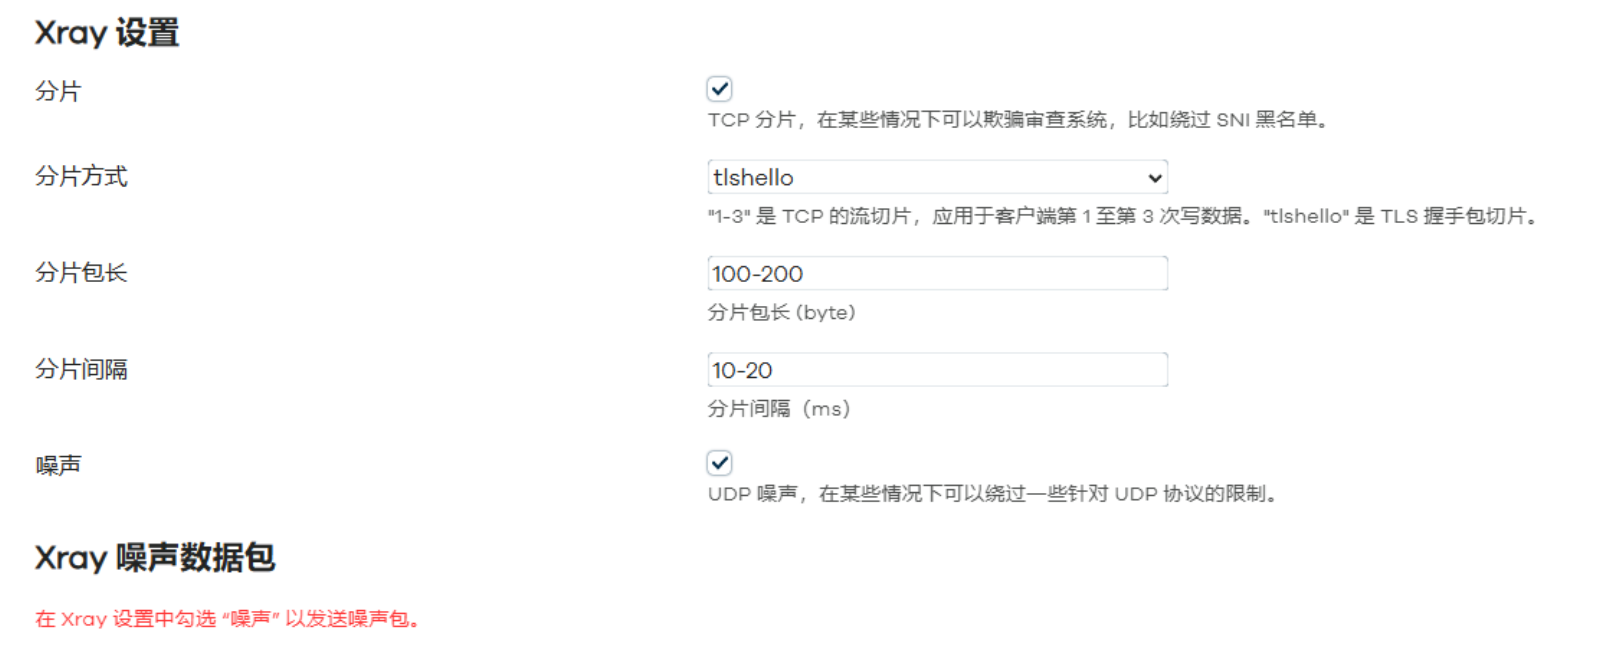 Xray 设置
分片
TCP 分片，在某些情况下可以欺骗审查系统，比如绕过 SNI 黑名单。
分片方式
tlshello
"1-3" 是 TCP 的流切片，应用于客户端第 1 至第 3 次写数据。"tlshello" 是 TLS 握手包切片。
分片包长
100-200
分片包长 (byte)
分片间隔
10-20
分片间隔（ms）
噪声
UDP 噪声，在某些情况下可以绕过一些针对 UDP 协议的限制。
Xray 噪声数据包
在 Xray 设置中勾选 “噪声” 以发送噪声包。